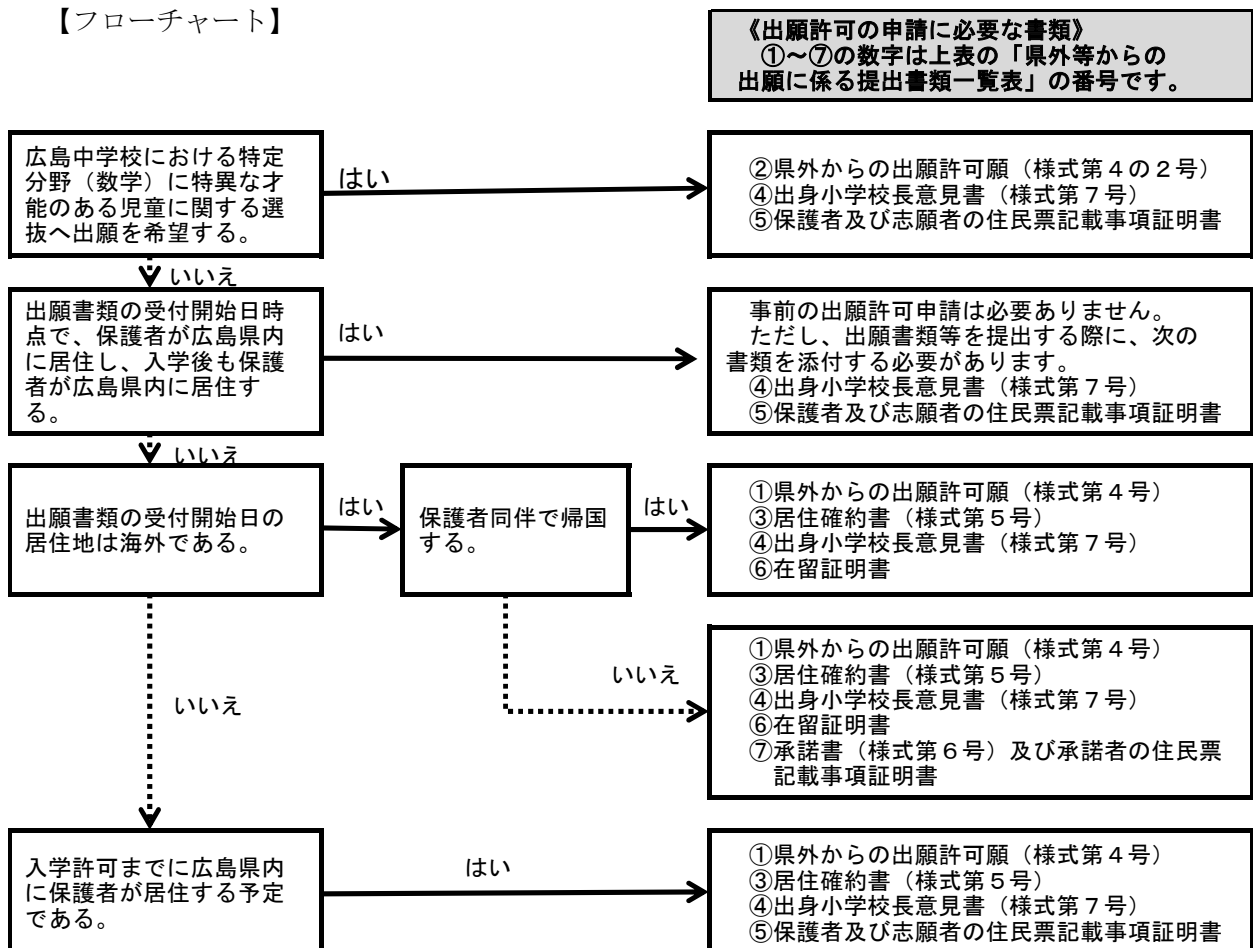 【フローチャート】
《出願許可の申請に必要な書類》
①~⑦の数字は上表の「県外等からの
出願に係る提出書類一覧表」の番号です。
広島中学校における特定
分野（数学）に特異な才
能のある児童に関する選
抜へ出願を希望する。
はい
②県外からの出願許可願（様式第４の２号）
④出身小学校長意見書（様式第７号）
⑤保護者及び志願者の住民票記載事項証明書
いいえ
出願書類の受付開始日時
点で、保護者が広島県内
に居住し、入学後も保護
者が広島県内に居住す
る。
はい
事前の出願許可申請は必要ありません。
ただし、出願書類等を提出する際に、次の
書類を添付する必要があります。
④出身小学校長意見書（様式第７号）
⑤保護者及び志願者の住民票記載事項証明書
いいえ
出願書類の受付開始日の
居住地は海外である。
はい
保護者同伴で帰国
する。
はい
①県外からの出願許可願（様式第４号）
③居住確約書（様式第５号）
④出身小学校長意見書（様式第７号）
⑥在留証明書
いいえ
①県外からの出願許可願（様式第４号）
③居住確約書（様式第５号）
④出身小学校長意見書（様式第７号）
⑥在留証明書
⑦承諾書（様式第６号）及び承諾者の住民票
記載事項証明書
いいえ
入学許可までに広島県内
に保護者が居住する予定
である。
はい
①県外からの出願許可願（様式第４号）
③居住確約書（様式第５号）
④出身小学校長意見書（様式第７号）
⑤保護者及び志願者の住民票記載事項証明書